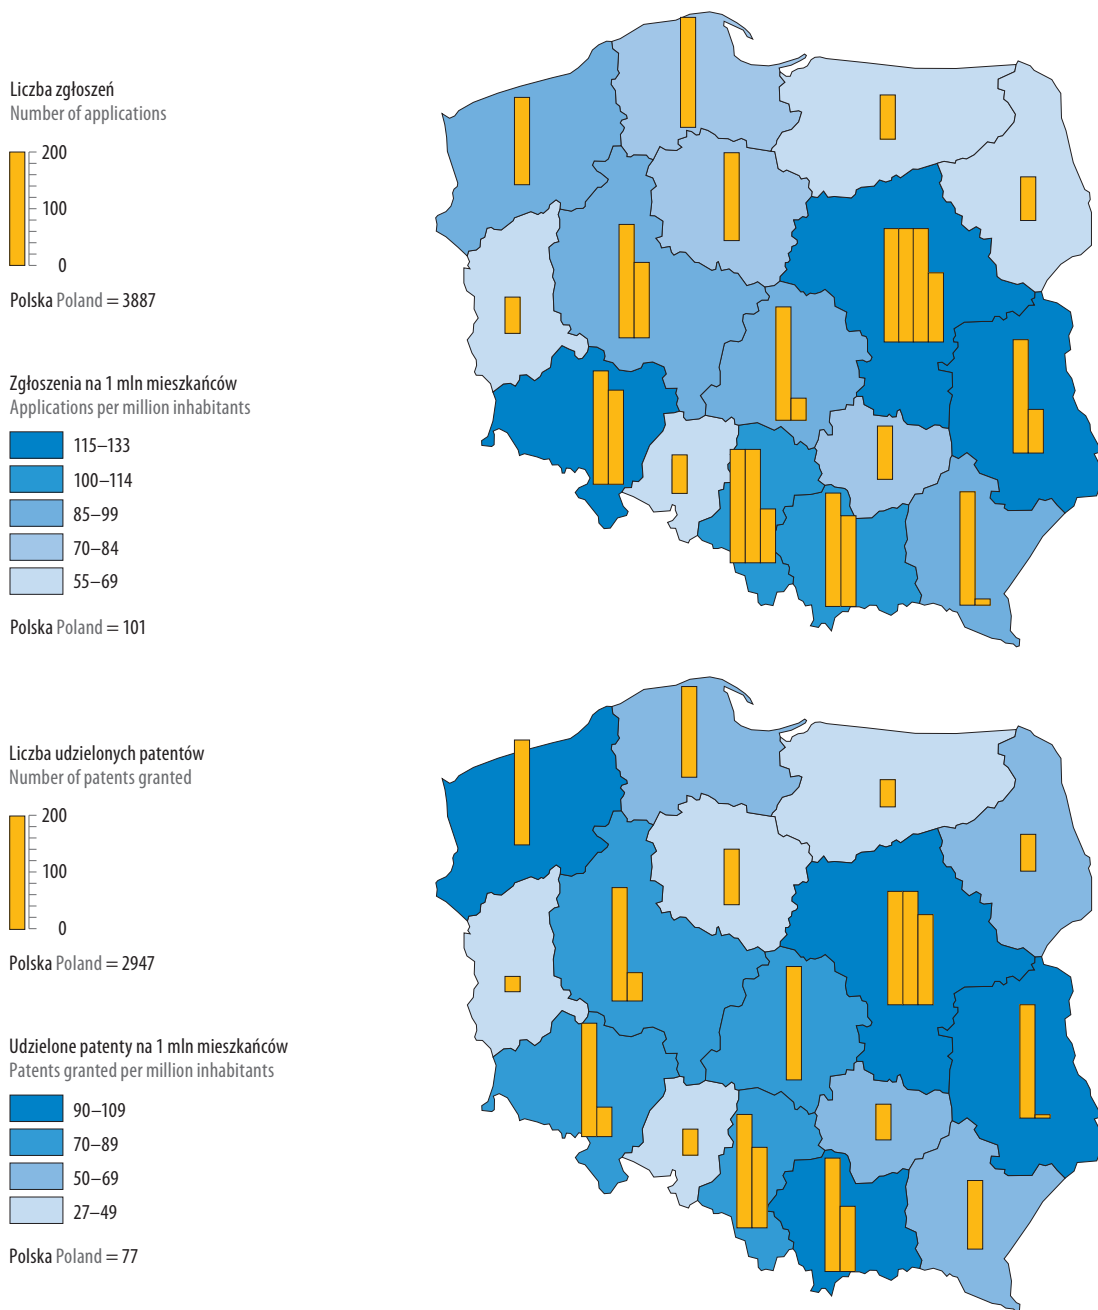 Liczba zgłoszeń
Number of applications
200
100
0
Polska Poland = 3887
Zgłoszenia na 1 mln mieszkańców
Applications per million inhabitants
115–133
100–114
85–99
70–84
55–69
Polska Poland = 101
Liczba udzielonych patentów
Number of patents granted
200
100
0
Polska Poland = 2947
Udzielone patenty na 1 mln mieszkańców
Patents granted per million inhabitants
90–109
70–89
50–69
27–49
Polska Poland = 77